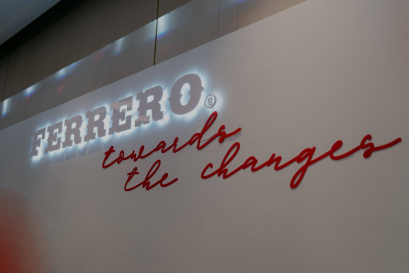 FERRERO®
towards
the changes